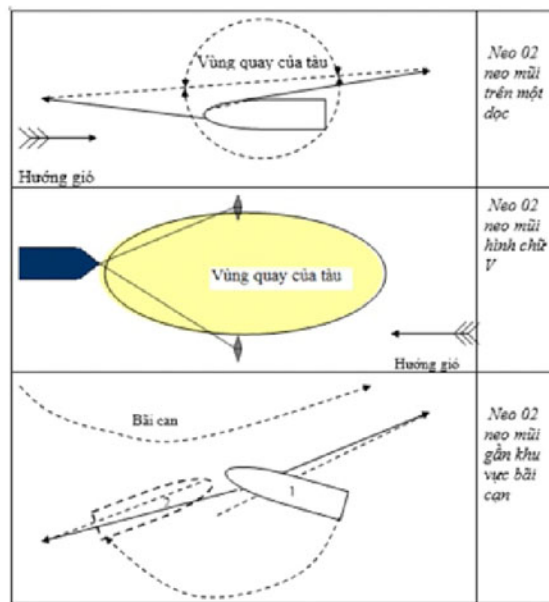 Vùng quay của tàu
Hướng gió
Neo 02
neo mũi
trên một
dọc
Vùng quay của tàu
Hướng gió
Neo 02
neo mũi
hình chữ
V
Bãi cạn
1
Neo 02
neo mũi
gần khu
vực bãi
cạn